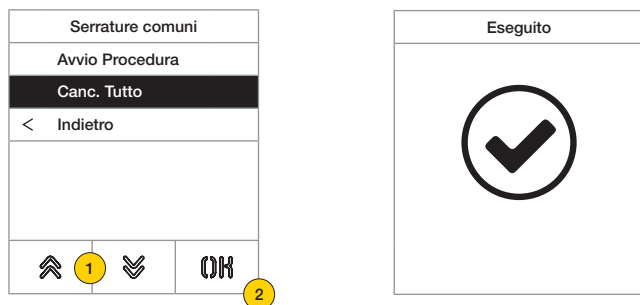 Serrature comuni
Avvio Procedura
Canc. Tutto
< Indietro
1
OK
2
Eseguito